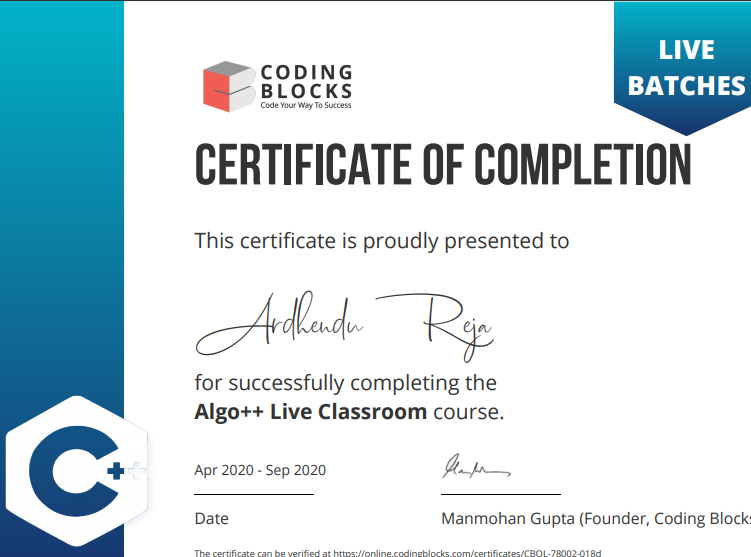 CODING
BLOCKS
Code Your Way To Success
LIVE
BATCHES
CERTIFICATE OF COMPLETION
This certificate is proudly presented to
Ardhendu Reja
for successfully completing the
Algo++ Live Classroom course.
Apr 2020 - Sep 2020
Date
Manmohan Gupta (Founder, Coding Blocks
C++
The certificate can be verified at https://online.codingblocks.com/certificates/CBOL-78002-018d